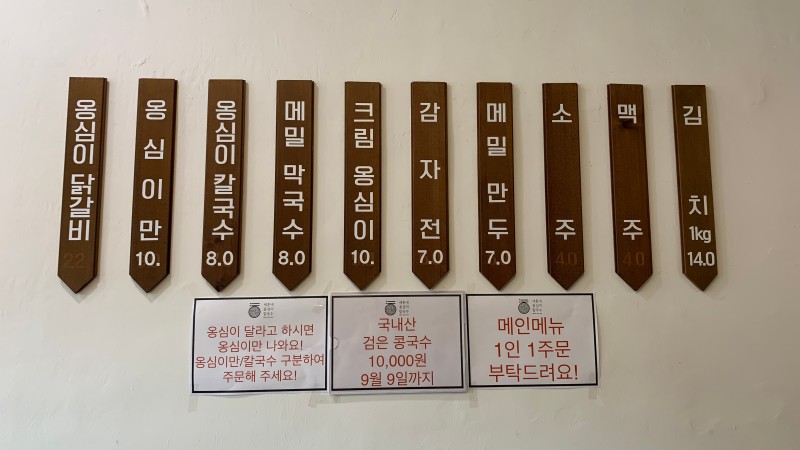 옹심이 닭갈비
22
옹심이만
10.
옹심이 칼국수
8.0
메밀 막국수
8.0
크림 옹심이
10.
감자전
7.0
메밀만두
7.0
소주
4.0
맥주
4.0
김치
1kg
14.0
옹심이 달라고 하시면
옹심이만 나와요!
옹심이만/칼국수 구분하여
주문해 주세요!
국내산
검은 콩국수
10,000원
9월 9일까지
메인메뉴
1인 1주문
부탁드려요!